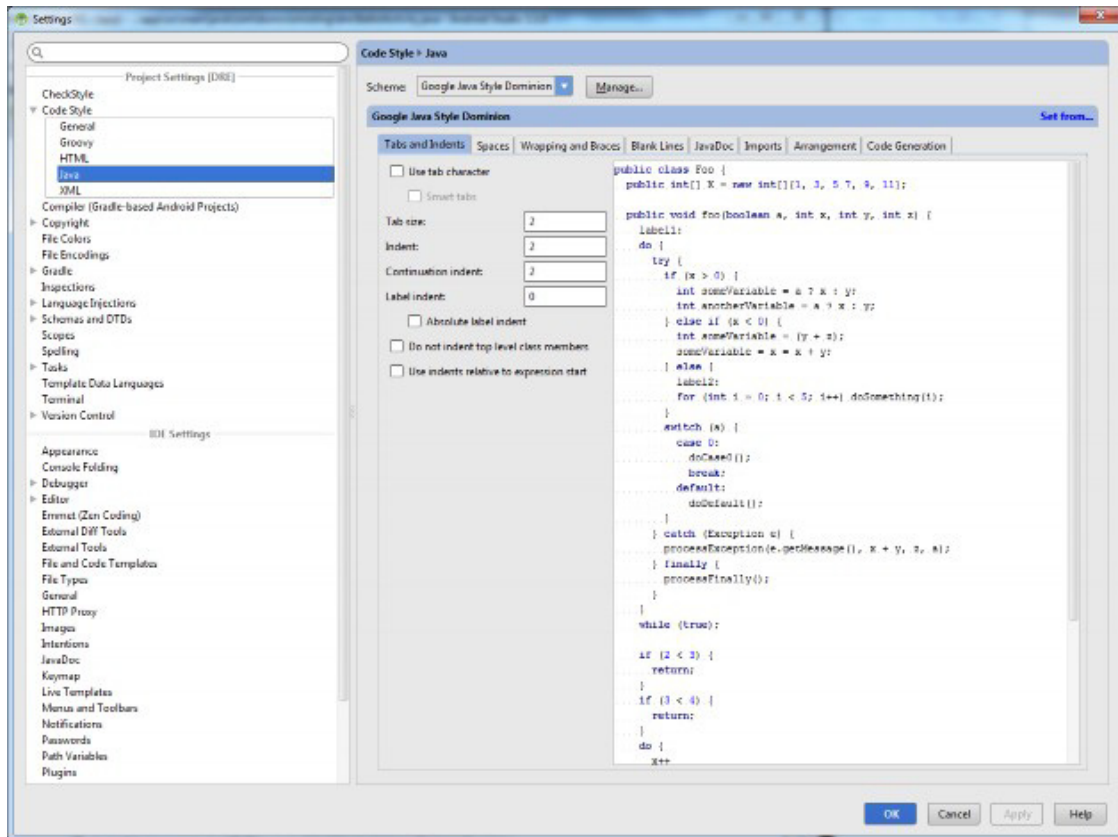 Settings
Project Settings [DRE]
CheckStyle
Code Style
General
Groovy
HTML
Java
XML
Compiler (Gradle-based Android Projects)
Copyright
File Colors
File Encodings
Gradle
Inspections
Language Injections
Schemas and DTDs
Scopes
Spelling
Tasks
Template Data Languages
Terminal
Version Control
IDE Settings
Appearance
Console Folding
Debugger
Editor
Emmet (Zen Coding)
External Diff Tools
External Tools
File and Code Templates
File Types
General
HTTP Proxy
Images
Intentions
JavaDoc
Keymap
Live Templates
Menus and Toolbars
Notifications
Passwords
Path Variables
Plugins
Code Style Java
Scheme: Google Java Style Dominion Manage...
Google Java Style Dominion Set from...
Tabs and Indents Spaces Wrapping and Braces Blank Lines JavaDoc Imports Arrangement Code Generation
Use tab character
Smart tabs
Tab size: 2
Indent: 2
Continuation indent: 2
Label indent: 0
Absolute label indent
Do not indent top level class members
Use indents relative to expression start
public class Foo {
public int[] X = new int[]{1, 3, 5 7, 9, 11};
public void foo(boolean a, int x, int y, int z) {
label1:
do {
try {
if (x > 0) {
int someVariable = a ? x : y;
int anotherVariable = a ? x : y;
} else if (x < 0) {
int someVariable = (y + z);
someVariable = x = x + y;
} else {
label2:
for (int i = 0; i < 5; i++) doSomething(i);
}
switch (a) {
case 0:
doCase0();
break;
default:
doDefault();
}
} catch (Exception e) {
processException(e.getMessage(), x + y, z, a);
} finally {
processFinally();
}
}
while (true);
if (2 < 3) {
return;
}
if (3 < 4) {
return;
}
do {
x++
OK Cancel Apply Help